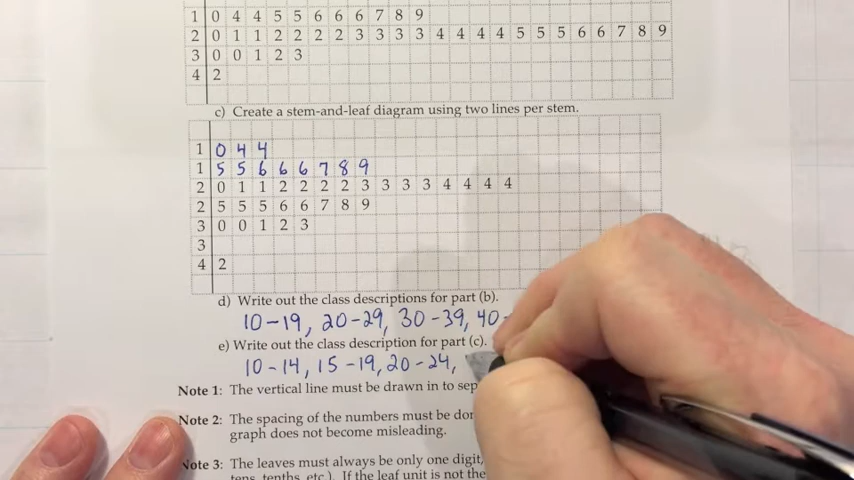 1 0 4 4 5 5 6 6 6 7 8 9
2 0 1 1 2 2 2 2 3 3 3 3 4 4 4 4 5 5 5 6 6 7 8 9
3 0 0 1 2 3
4 2
c) Create a stem-and-leaf diagram using two lines per stem.
1 0 4 4
1 5 5 6 6 6 7 8 9
2 0 1 1 2 2 2 2 3 3 3 3 4 4 4 4
2 5 5 5 6 6 7 8 9
3 0 0 1 2 3
3
4 2
d) Write out the class descriptions for part (b).
10-19, 20-29, 30-39, 40-
e) Write out the class description for part (c).
10-14, 15-19, 20-24,
Note 1: The vertical line must be drawn in to sep
Note 2: The spacing of the numbers must be don
graph does not become misleading.
Note 3: The leaves must always be only one digit,
tens, tenths, etc.). If the leaf unit is not the